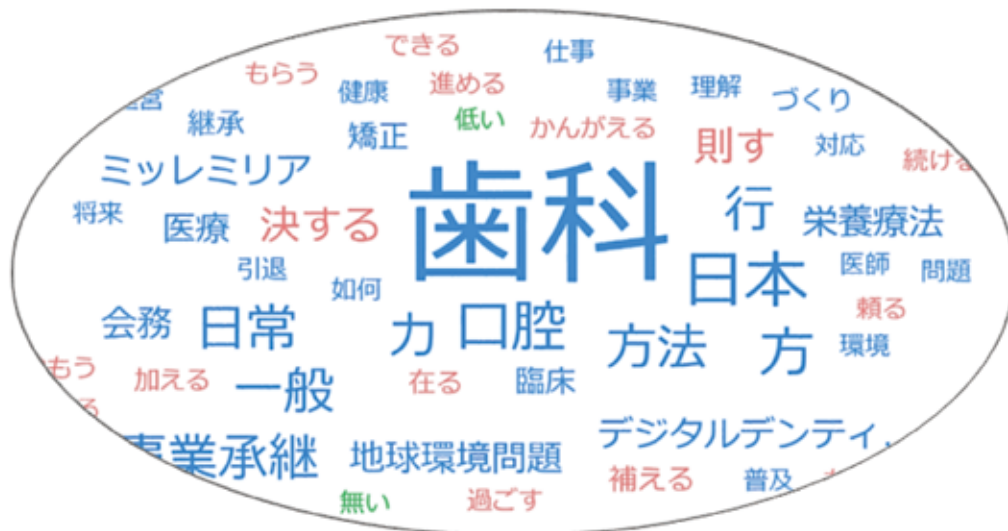 できる
仕事
もらう
健康
進める
事業
理解
づくり
継承
低い
かんがえる
矯正
則す
対応
続ける
ミッレミリア
歯科
将来
医療
決する
行
栄養療法
引退
日本
医師
問題
如何
会務
日常
力
口腔
方法
方
頼る
環境
もう
加える
一般
在る
臨床
事業承継
地球環境問題
デジタルデンティ
補える
普及
無い
過ごす